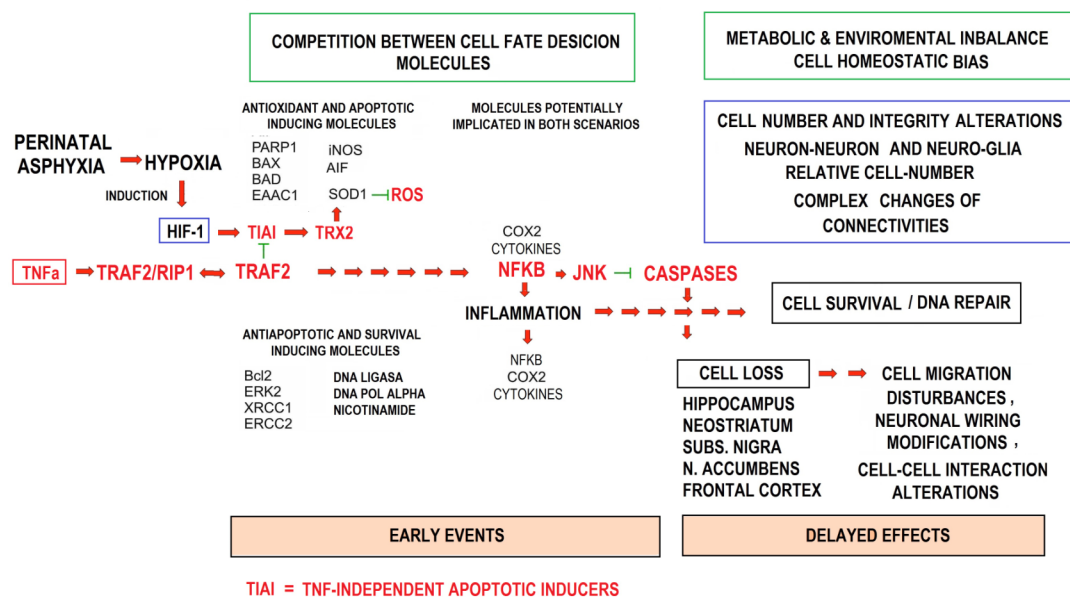 COMPETITION BETWEEN CELL FATE DESICION
MOLECULES
METABOLIC & ENVIROMENTAL INBALANCE
CELL HOMEOSTATIC BIAS
ANTIOXIDANT AND APOPTOTIC
INDUCING MOLECULES
MOLECULES POTENTIALLY
IMPLICATED IN BOTH SCENARIOS
CELL NUMBER AND INTEGRITY ALTERATIONS
NEURON-NEURON AND NEURO-GLIA
RELATIVE CELL-NUMBER
COMPLEX CHANGES OF
CONNECTIVITIES
PERINATAL
ASPHYXIA
HYPOXIA
INDUCTION
PARP1
BAX
BAD
EAAC1
iNOS
AIF
SOD1
ROS
HIF-1
TIAI
TRX2
COX2
CYTOKINES
TNFa
TRAF2/RIP1
TRAF2
NFKB
JNK
CASPASES
INFLAMMATION
CELL SURVIVAL / DNA REPAIR
ANTIAPOPTOTIC AND SURVIVAL
INDUCING MOLECULES
Bcl2
ERK2
XRCC1
ERCC2
DNA LIGASA
DNA POL ALPHA
NICOTINAMIDE
NFKB
COX2
CYTOKINES
CELL LOSS
HIPPOCAMPUS
NEOSTRIATUM
SUBS. NIGRA
N. ACCUMBENS
FRONTAL CORTEX
CELL MIGRATION
DISTURBANCES,
NEURONAL WIRING
MODIFICATIONS,
CELL-CELL INTERACTION
ALTERATIONS
EARLY EVENTS
DELAYED EFFECTS
TIAI = TNF-INDEPENDENT APOPTOTIC INDUCERS